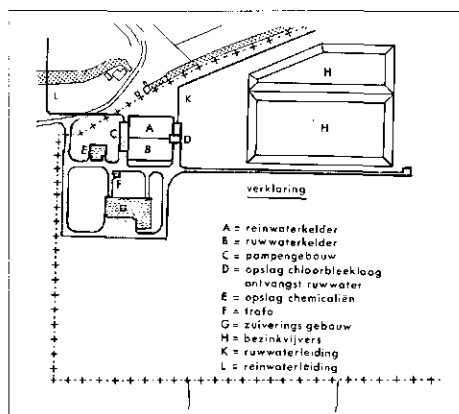 L
K
H
A
C
B
D
H
E
F
G
verklaring
A = reinwaterkelder
B = ruwwaterkelder
C = pompengebouw
D = opslag chloorbleekloog
ontvangst ruwwater
E = opslag chemicaliën
F = trafo
G = zuiverings gebouw
H = bezinkvijvers
K = ruwwaterleiding
L = reinwaterleiding